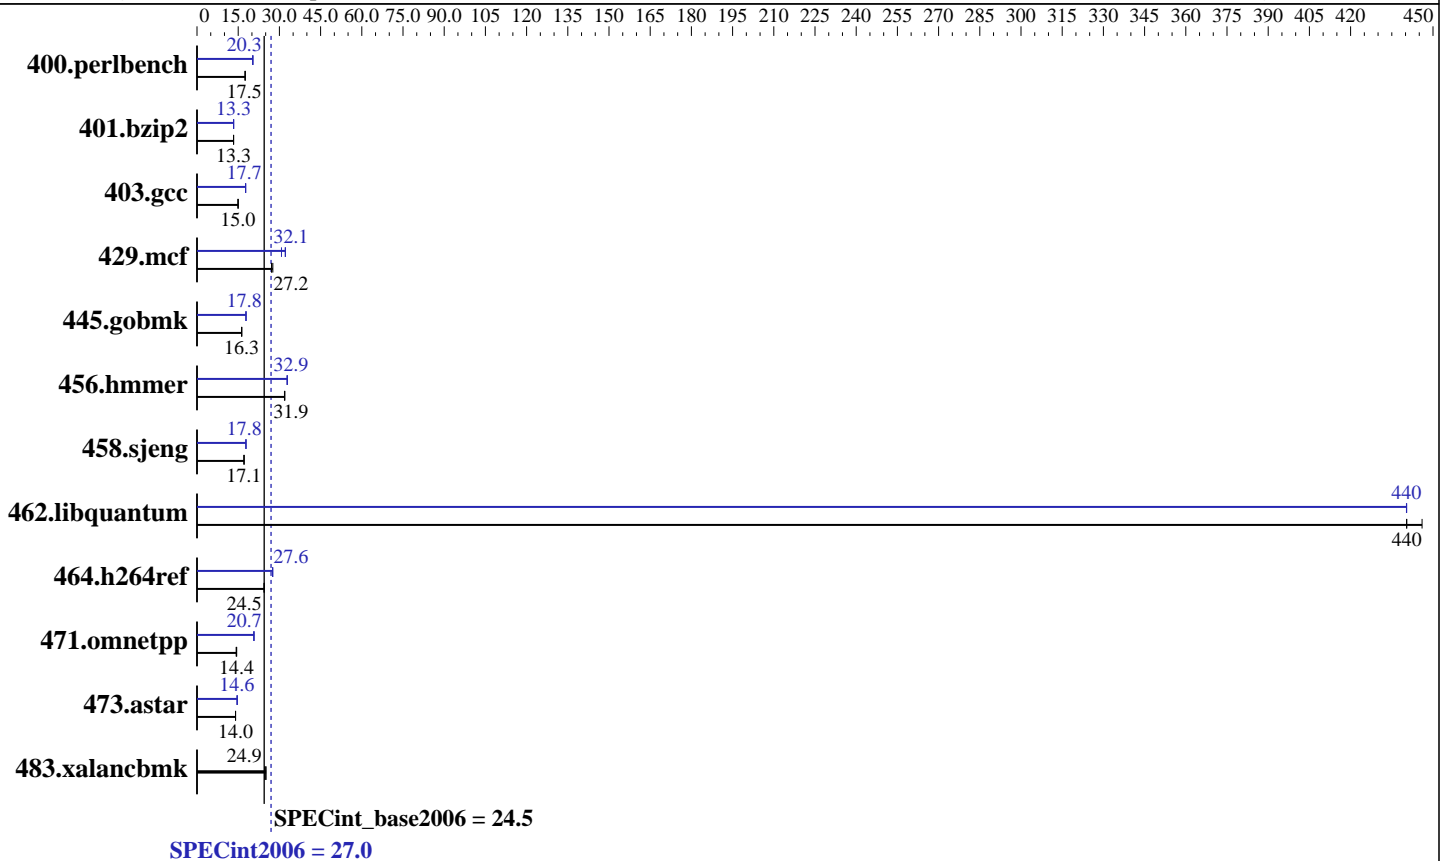 0 15.0 30.0 45.0 60.0 75.0 90.0 105 120 135 150 165 180 195 210 225 240 255 270 285 300 315 330 345 360 375 390 405 420 450
20.3
400.perlbench
17.5
13.3
401.bzip2
13.3
17.7
403.gcc
15.0
32.1
429.mcf
27.2
17.8
445.gobmk
16.3
32.9
456.hmmer
31.9
17.8
458.sjeng
17.1
440
462.libquantum
440
27.6
464.h264ref
24.5
20.7
471.omnetpp
14.4
14.6
473.astar
14.0
24.9
483.xalancbmk
SPECint_base2006 = 24.5
SPECint2006 = 27.0